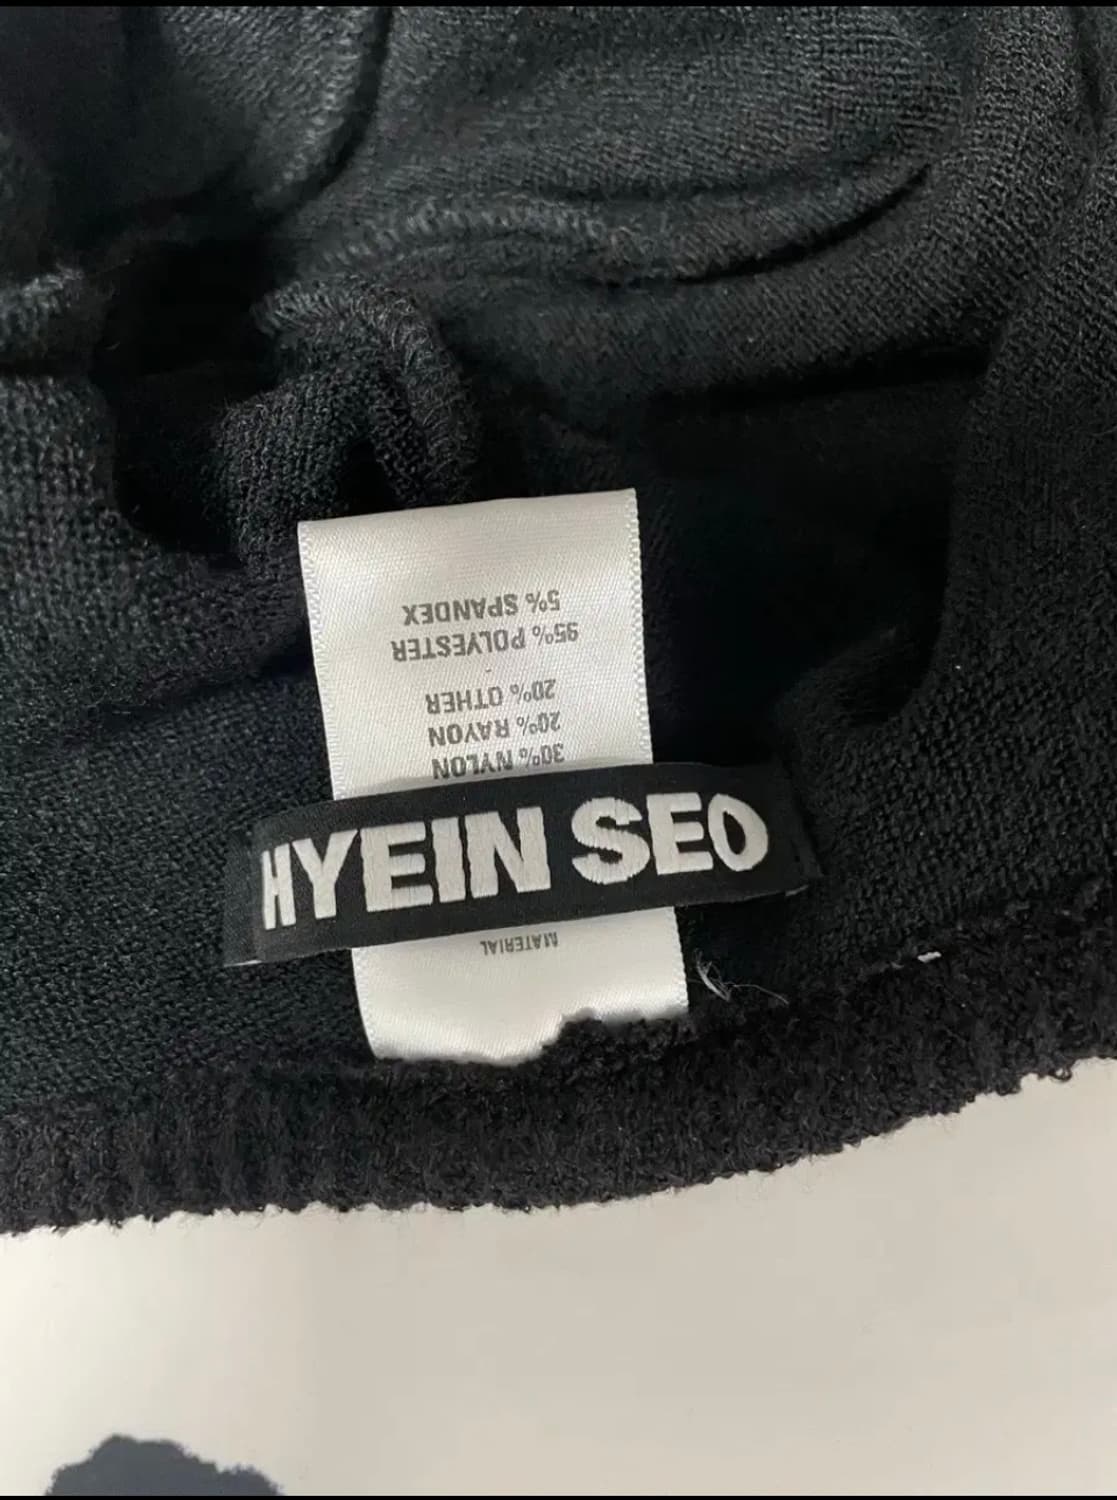 HYEIN SEO
MATERIAL
30% NYLON
20% RAYON
20% OTHER
-
95% POLYESTER
5% SPANDEX